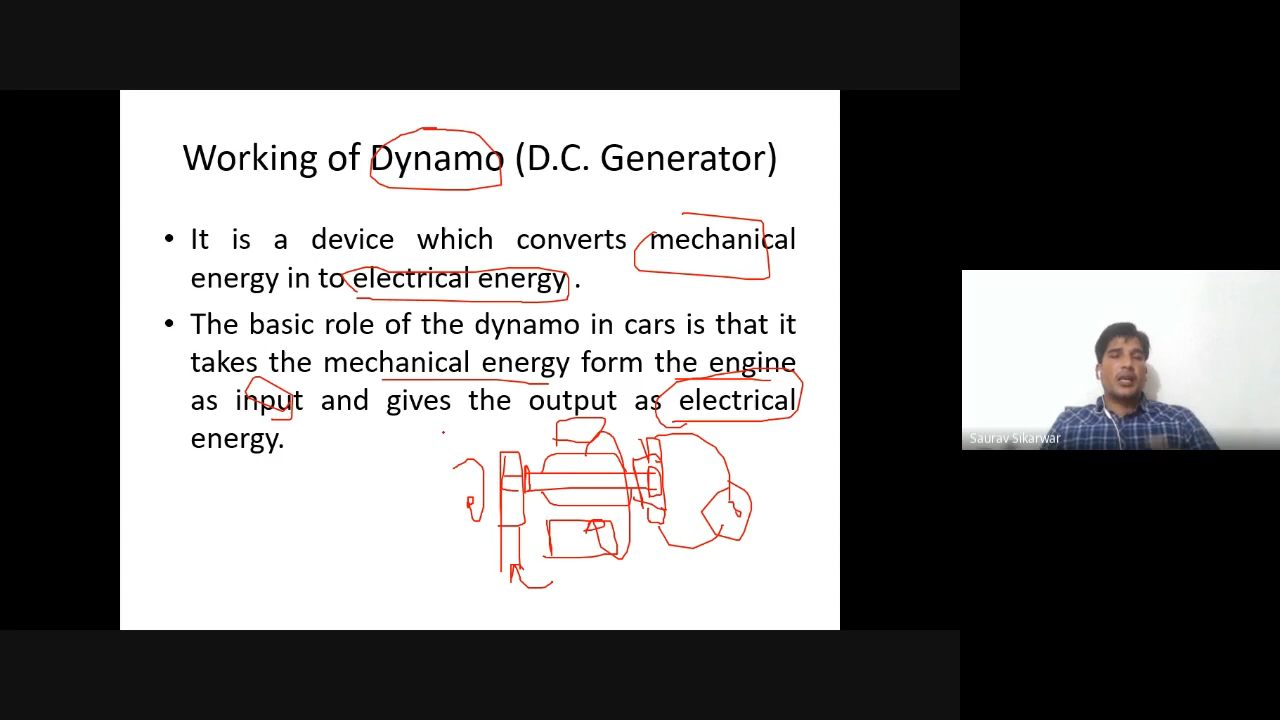 Working of Dynamo (D.C. Generator)
• It is a device which converts mechanical
energy in to electrical energy .
• The basic role of the dynamo in cars is that it
takes the mechanical energy form the engine
as input and gives the output as electrical
energy.
Saurav Sikarwar